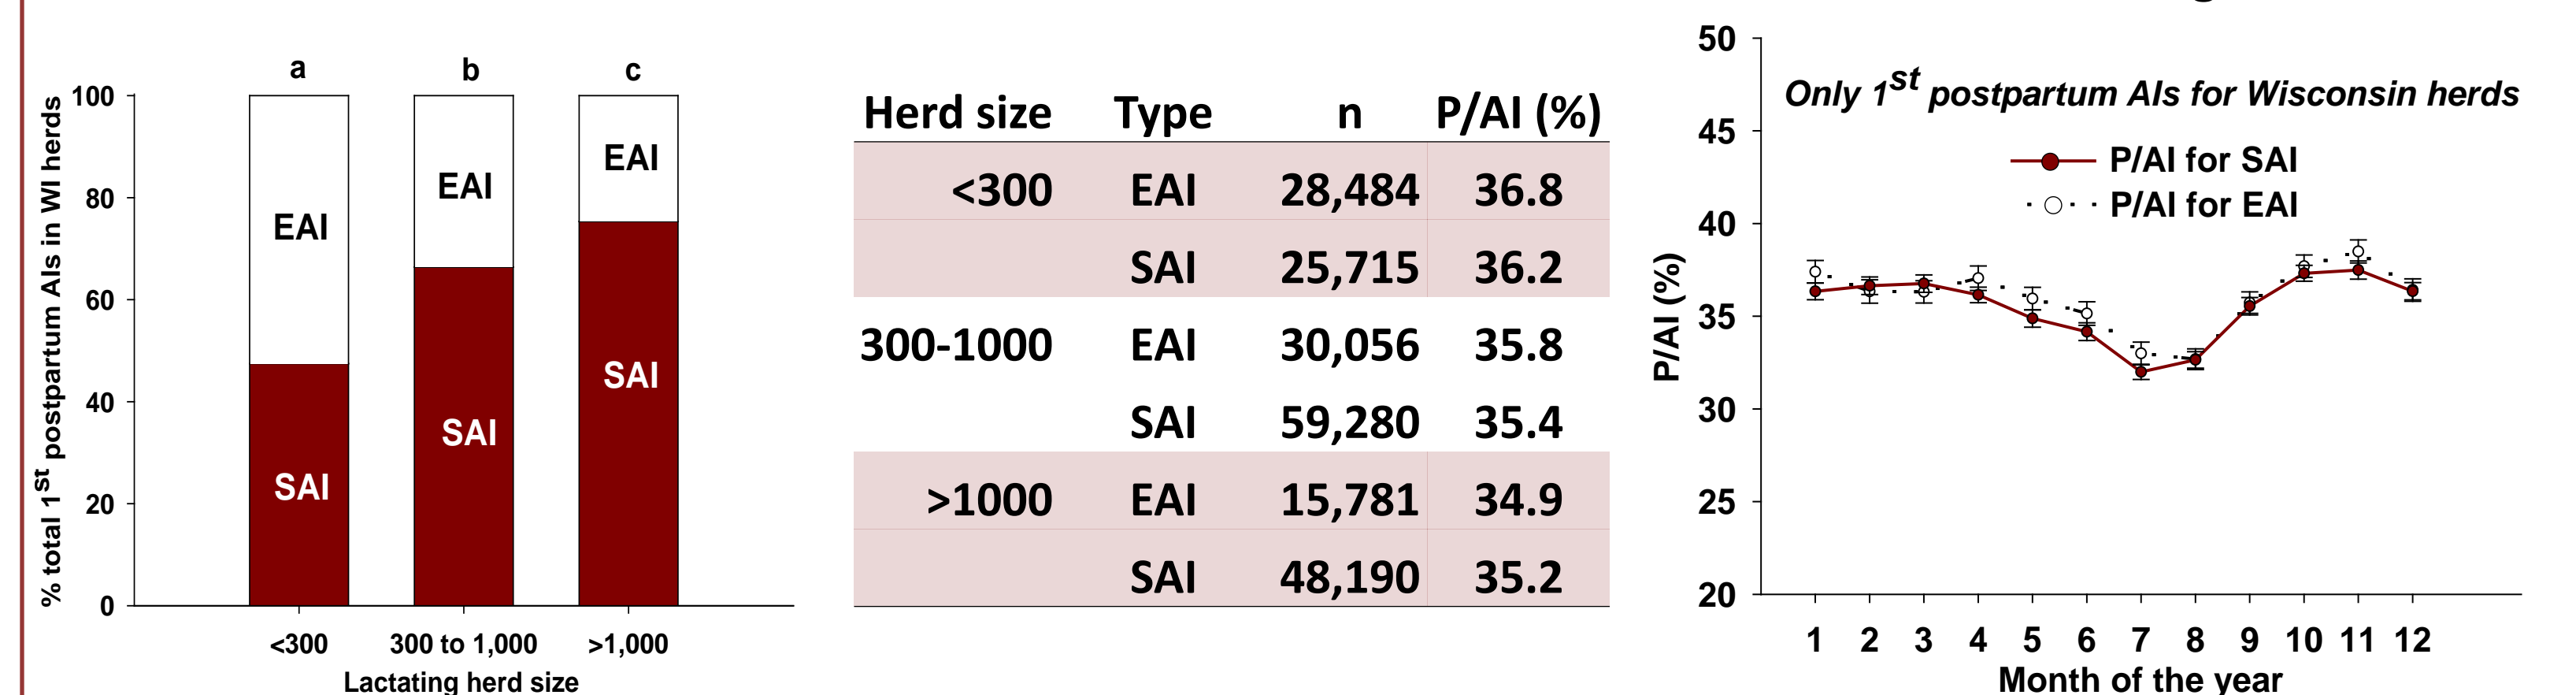 a b c
% total 1st postpartum AIs in WI herds
100
80
60
40
20
0
EAI
EAI
EAI
SAI
SAI
SAI
<300 300 to 1,000 >1,000
Lactating herd size
Herd size Type n P/AI (%)
<300 EAI 28,484 36.8
SAI 25,715 36.2
300-1000 EAI 30,056 35.8
SAI 59,280 35.4
>1000 EAI 15,781 34.9
SAI 48,190 35.2
P/AI (%)
50
45
40
35
30
25
20
Only 1st postpartum AIs for Wisconsin herds
P/AI for SAI
P/AI for EAI
1 2 3 4 5 6 7 8 9 10 11 12
Month of the year